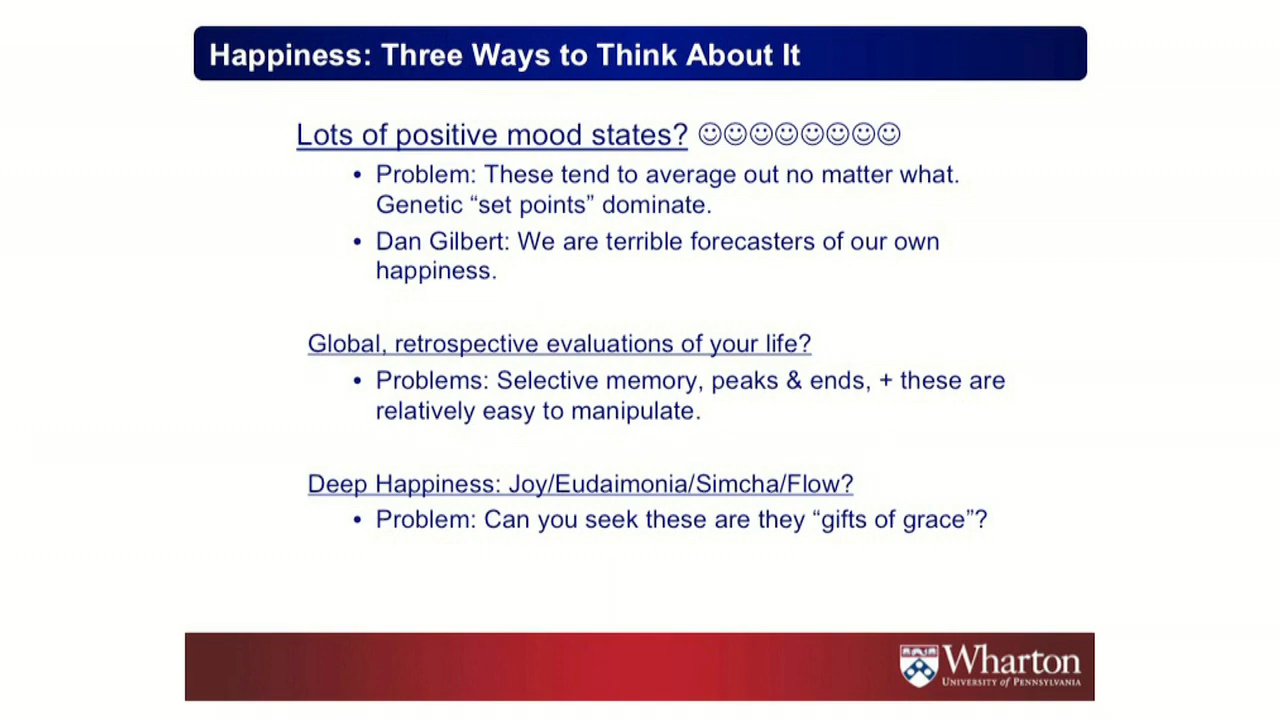 Happiness: Three Ways to Think About It
Lots of positive mood states? ☺☺☺☺☺☺☺☺
• Problem: These tend to average out no matter what.
Genetic “set points” dominate.
• Dan Gilbert: We are terrible forecasters of our own
happiness.
Global, retrospective evaluations of your life?
• Problems: Selective memory, peaks & ends, + these are
relatively easy to manipulate.
Deep Happiness: Joy/Eudaimonia/Simcha/Flow?
• Problem: Can you seek these are they “gifts of grace”?
Wharton
UNIVERSITY of PENNSYLVANIA